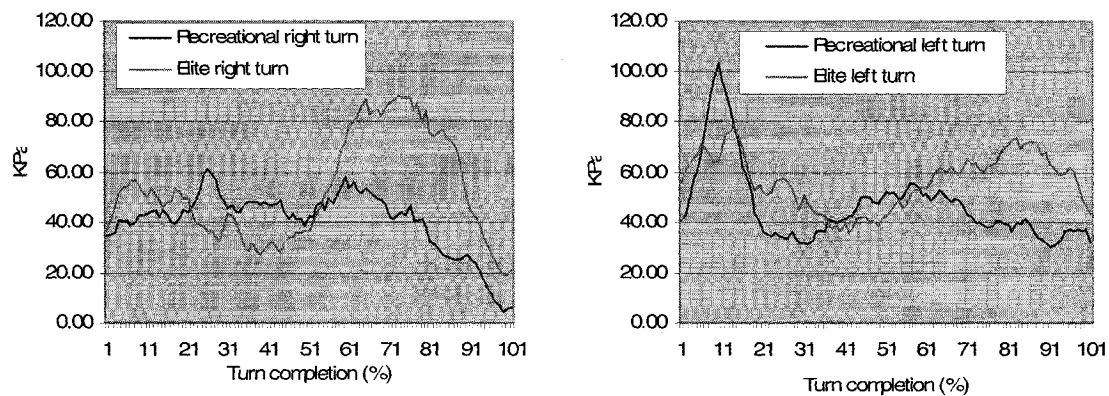 120.00
100.00
80.00
60.00
40.00
20.00
0.00
KPa
Recreational right turn
Elite right turn
1 11 21 31 41 51 61 71 81 91 101
Turn completion (%)
120.00
100.00
80.00
60.00
40.00
20.00
0.00
KPa
Recreational left turn
Elite left turn
1 11 21 31 41 51 61 71 81 91 101
Turn completion (%)